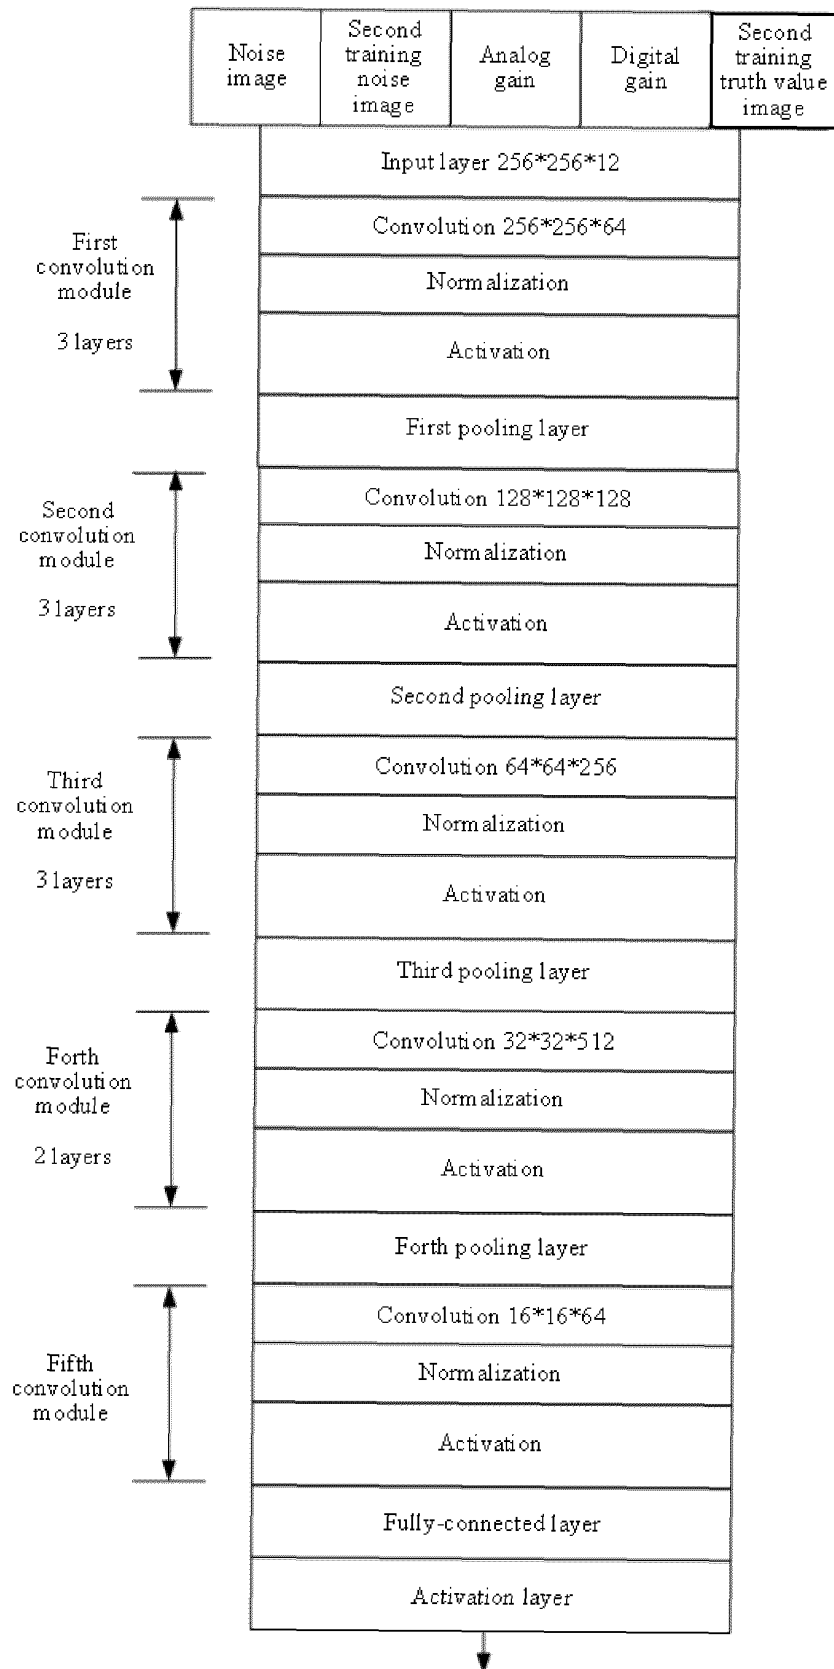 Noise
image
Second
training
noise
image
Analog
gain
Digital
gain
Second
training
truth value
image
Input layer 256*256*12
First
convolution
module
3 layers
Convolution 256*256*64
Normalization
Activation
First pooling layer
Second
convolution
module
3 layers
Convolution 128*128*128
Normalization
Activation
Second pooling layer
Third
convolution
module
3 layers
Convolution 64*64*256
Normalization
Activation
Third pooling layer
Forth
convolution
module
2 layers
Convolution 32*32*512
Normalization
Activation
Forth pooling layer
Fifth
convolution
module
Convolution 16*16*64
Normalization
Activation
Fully-connected layer
Activation layer